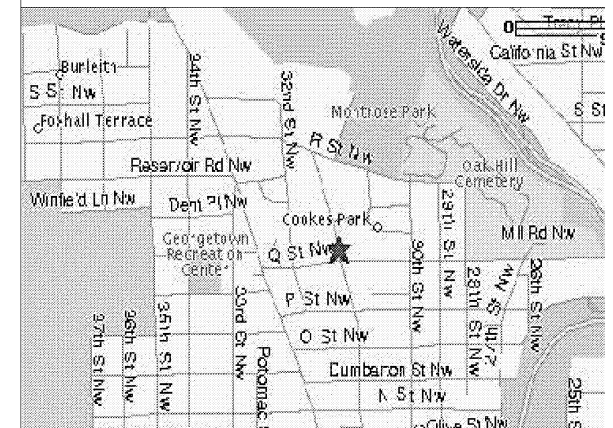 0
California St Nw
Waterside Dr Nw
S St
Burleith
S St Nw
34th St Nw
32nd St Nw
Foxhall Terrace
Montrose Park
R St Nw
Reservoir Rd Nw
Oak Hill
Cemetery
Winfield Ln Nw
Dent Pl Nw
29th St Nw
Cookes Park
Mill Rd Nw
Georgetown
Recreation
Center
Q St Nw
30th St Nw
28th St Nw
27th St Nw
26th St Nw
P St Nw
33rd St Nw
35th St Nw
36th St Nw
37th St Nw
O St Nw
Potomac
Dumbarton St Nw
25th S
N St Nw
Olive St Nw